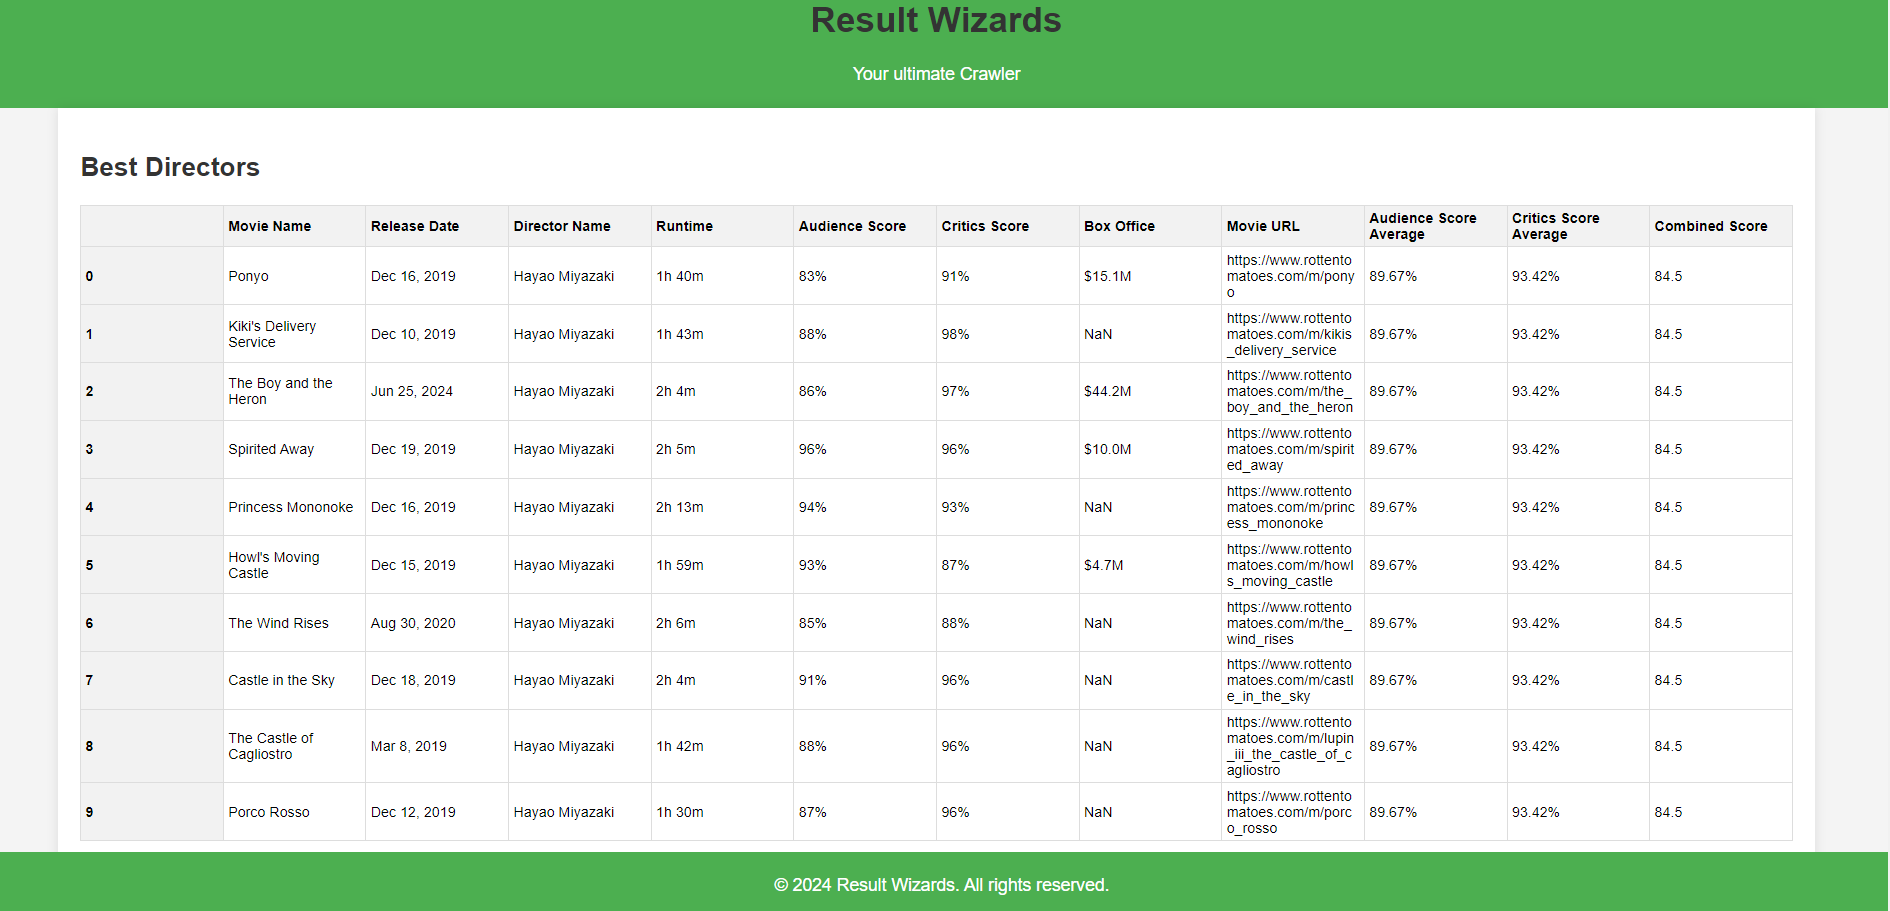 Result Wizards
Your ultimate Crawler
Best Directors
Movie Name Release Date Director Name Runtime Audience Score Critics Score Box Office Movie URL Audience Score Average Critics Score Average Combined Score
0 Ponyo Dec 16, 2019 Hayao Miyazaki 1h 40m 83% 91% $15.1M https://www.rottentomatoes.com/m/ponyo 89.67% 93.42% 84.5
1 Kiki's Delivery Service Dec 10, 2019 Hayao Miyazaki 1h 43m 88% 98% NaN https://www.rottentomatoes.com/m/kikis_delivery_service 89.67% 93.42% 84.5
2 The Boy and the Heron Jun 25, 2024 Hayao Miyazaki 2h 4m 86% 97% $44.2M https://www.rottentomatoes.com/m/the_boy_and_the_heron 89.67% 93.42% 84.5
3 Spirited Away Dec 19, 2019 Hayao Miyazaki 2h 5m 96% 96% $10.0M https://www.rottentomatoes.com/m/spirited_away 89.67% 93.42% 84.5
4 Princess Mononoke Dec 16, 2019 Hayao Miyazaki 2h 13m 94% 93% NaN https://www.rottentomatoes.com/m/princess_mononoke 89.67% 93.42% 84.5
5 Howl's Moving Castle Dec 15, 2019 Hayao Miyazaki 1h 59m 93% 87% $4.7M https://www.rottentomatoes.com/m/howls_moving_castle 89.67% 93.42% 84.5
6 The Wind Rises Aug 30, 2020 Hayao Miyazaki 2h 6m 85% 88% NaN https://www.rottentomatoes.com/m/the_wind_rises 89.67% 93.42% 84.5
7 Castle in the Sky Dec 18, 2019 Hayao Miyazaki 2h 4m 91% 96% NaN https://www.rottentomatoes.com/m/castle_in_the_sky 89.67% 93.42% 84.5
8 The Castle of Cagliostro Mar 8, 2019 Hayao Miyazaki 1h 42m 88% 96% NaN https://www.rottentomatoes.com/m/lupin_iii_the_castle_of_cagliostro 89.67% 93.42% 84.5
9 Porco Rosso Dec 12, 2019 Hayao Miyazaki 1h 30m 87% 96% NaN https://www.rottentomatoes.com/m/porco_rosso 89.67% 93.42% 84.5
© 2024 Result Wizards. All rights reserved.